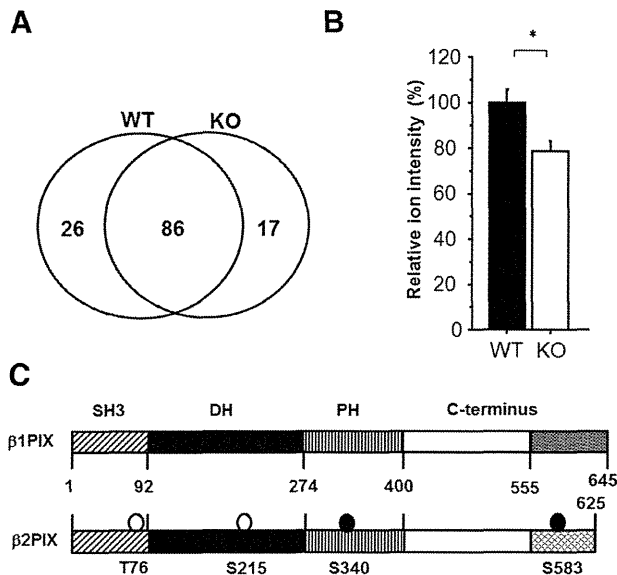 A
WT KO
26 86 17
B
*
Relative ion intensity (%)
120
100
80
60
40
20
0
WT KO
C
SH3 DH PH C-terminus
β1PIX
1 92 274 400 555 645
625
β2PIX
T76 S215 S340 S583